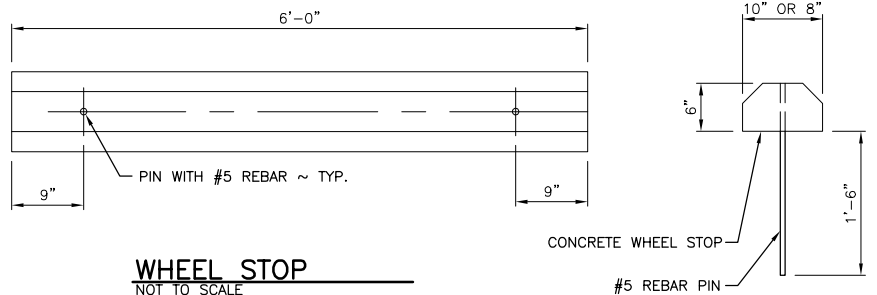 6'-0"
10" OR 8"
6"
PIN WITH #5 REBAR ~ TYP.
9"
9"
1'-6"
CONCRETE WHEEL STOP
#5 REBAR PIN
WHEEL STOP
NOT TO SCALE